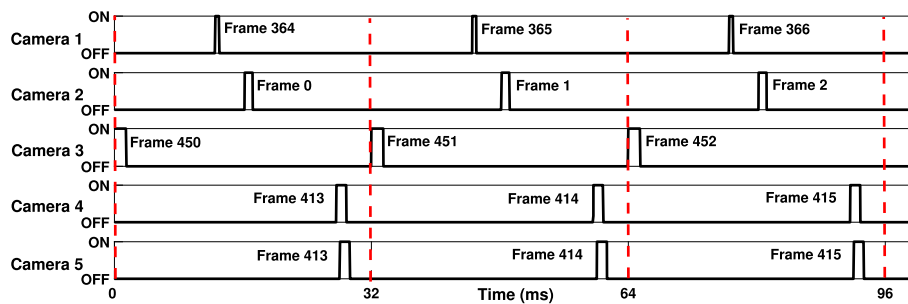 ON
Camera 1
OFF
Frame 364
Frame 365
Frame 366
ON
Camera 2
OFF
Frame 0
Frame 1
Frame 2
ON
Camera 3
OFF
Frame 450
Frame 451
Frame 452
ON
Camera 4
OFF
Frame 413
Frame 414
Frame 415
ON
Camera 5
OFF
Frame 413
Frame 414
Frame 415
0 32 Time (ms) 64 96